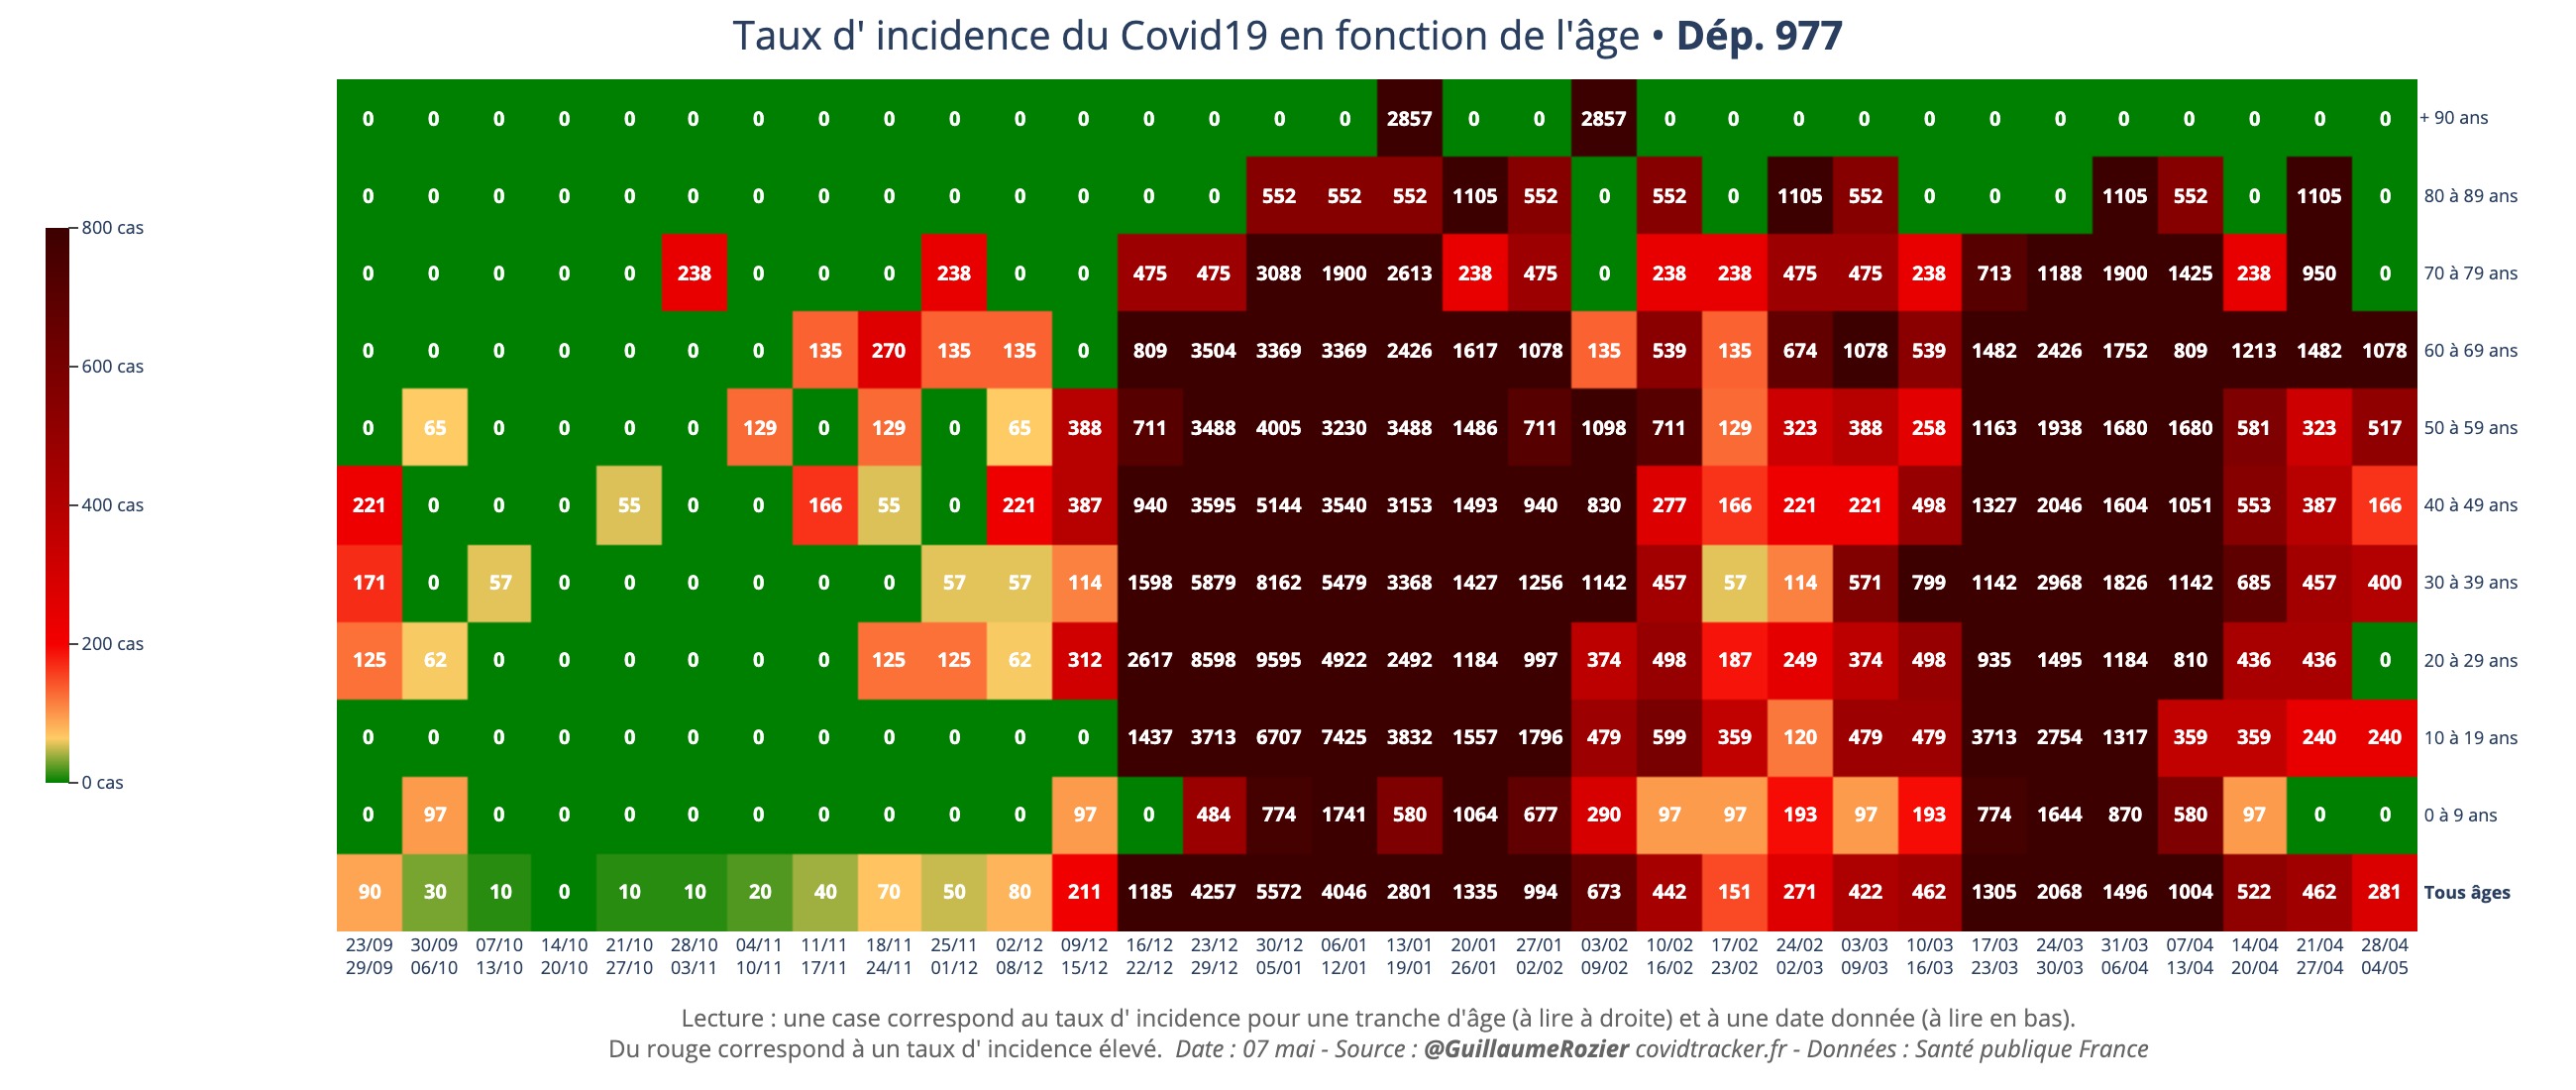 Taux d' incidence du Covid19 en fonction de l'âge • Dép. 977
0 0 0 0 0 0 0 0 0 0 0 0 0 0 0 0 2857 0 0 2857 0 0 0 0 0 0 0 0 0 0 0 0 + 90 ans
0 0 0 0 0 0 0 0 0 0 0 0 0 0 552 552 552 1105 552 0 552 0 1105 552 0 0 0 1105 552 0 1105 0 80 à 89 ans
800 cas
0 0 0 0 0 238 0 0 0 238 0 0 475 475 3088 1900 2613 238 475 0 238 238 475 475 238 713 1188 1900 1425 238 950 0 70 à 79 ans
0 0 0 0 0 0 0 135 270 135 135 0 809 3504 3369 3369 2426 1617 1078 135 539 135 674 1078 539 1482 2426 1752 809 1213 1482 1078 60 à 69 ans
600 cas
0 65 0 0 0 0 129 0 129 0 65 388 711 3488 4005 3230 3488 1486 711 1098 711 129 323 388 258 1163 1938 1680 1680 581 323 517 50 à 59 ans
400 cas
221 0 0 0 55 0 0 166 55 0 221 387 940 3595 5144 3540 3153 1493 940 830 277 166 221 221 498 1327 2046 1604 1051 553 387 166 40 à 49 ans
171 0 57 0 0 0 0 0 0 57 57 114 1598 5879 8162 5479 3368 1427 1256 1142 457 57 114 571 799 1142 2968 1826 1142 685 457 400 30 à 39 ans
200 cas
125 62 0 0 0 0 0 0 125 125 62 312 2617 8598 9595 4922 2492 1184 997 374 498 187 249 374 498 935 1495 1184 810 436 436 0 20 à 29 ans
0 0 0 0 0 0 0 0 0 0 0 0 1437 3713 6707 7425 3832 1557 1796 479 599 359 120 479 479 3713 2754 1317 359 359 240 240 10 à 19 ans
0 cas
0 97 0 0 0 0 0 0 0 0 0 97 0 484 774 1741 580 1064 677 290 97 97 193 97 193 774 1644 870 580 97 0 0 0 à 9 ans
90 30 10 0 10 10 20 40 70 50 80 211 1185 4257 5572 4046 2801 1335 994 673 442 151 271 422 462 1305 2068 1496 1004 522 462 281 Tous âges
23/09 30/09 07/10 14/10 21/10 28/10 04/11 11/11 18/11 25/11 02/12 09/12 16/12 23/12 30/12 06/01 13/01 20/01 27/01 03/02 10/02 17/02 24/02 03/03 10/03 17/03 24/03 31/03 07/04 14/04 21/04 28/04
29/09 06/10 13/10 20/10 27/10 03/11 10/11 17/11 24/11 01/12 08/12 15/12 22/12 29/12 05/01 12/01 19/01 26/01 02/02 09/02 16/02 23/02 02/03 09/03 16/03 23/03 30/03 06/04 13/04 20/04 27/04 04/05
Lecture : une case correspond au taux d' incidence pour une tranche d'âge (à lire à droite) et à une date donnée (à lire en bas).
Du rouge correspond à un taux d' incidence élevé. Date : 07 mai - Source : @GuillaumeRozier covidtracker.fr - Données : Santé publique France